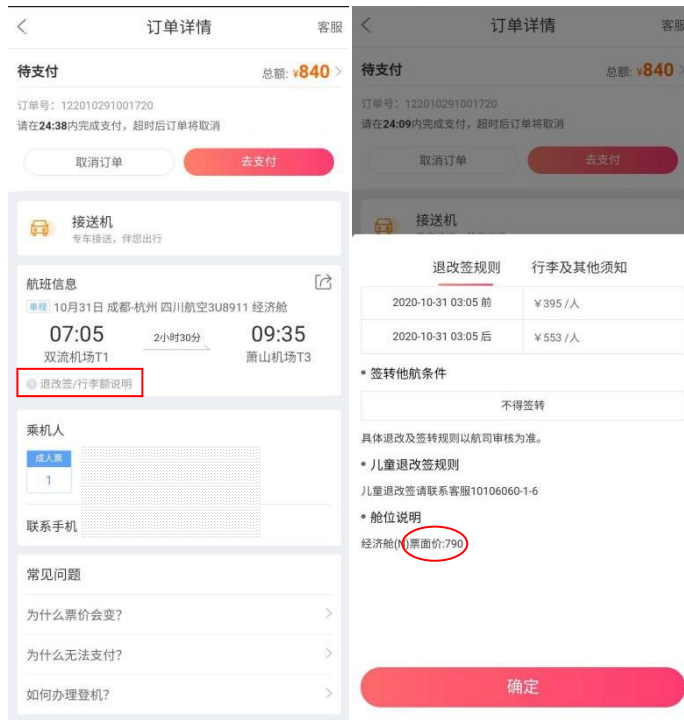 订单详情
客服
待支付
总额: ¥840
订单号：122010291001720
请在24:38内完成支付，超时后订单将取消
取消订单
去支付
接送机
专车接送，伴您出行
航班信息
单程 10月31日 成都-杭州 四川航空3U8911 经济舱
07:05
2小时30分
09:35
双流机场T1
萧山机场T3
退改签/行李额说明
乘机人
成人票
1
联系手机
常见问题
为什么票价会变?
为什么无法支付?
如何办理登机?
订单详情
客服
待支付
总额: ¥840
订单号：122010291001720
请在24:09内完成支付，超时后订单将取消
取消订单
去支付
接送机
退改签规则
行李及其他须知
2020-10-31 03:05 前
¥395 /人
2020-10-31 03:05 后
¥553 /人
• 签转他航条件
不得签转
具体退改及签转规则以航司审核为准。
• 儿童退改签规则
儿童退改签请联系客服10106060-1-6
• 舱位说明
经济舱(N)票面价:790
确定